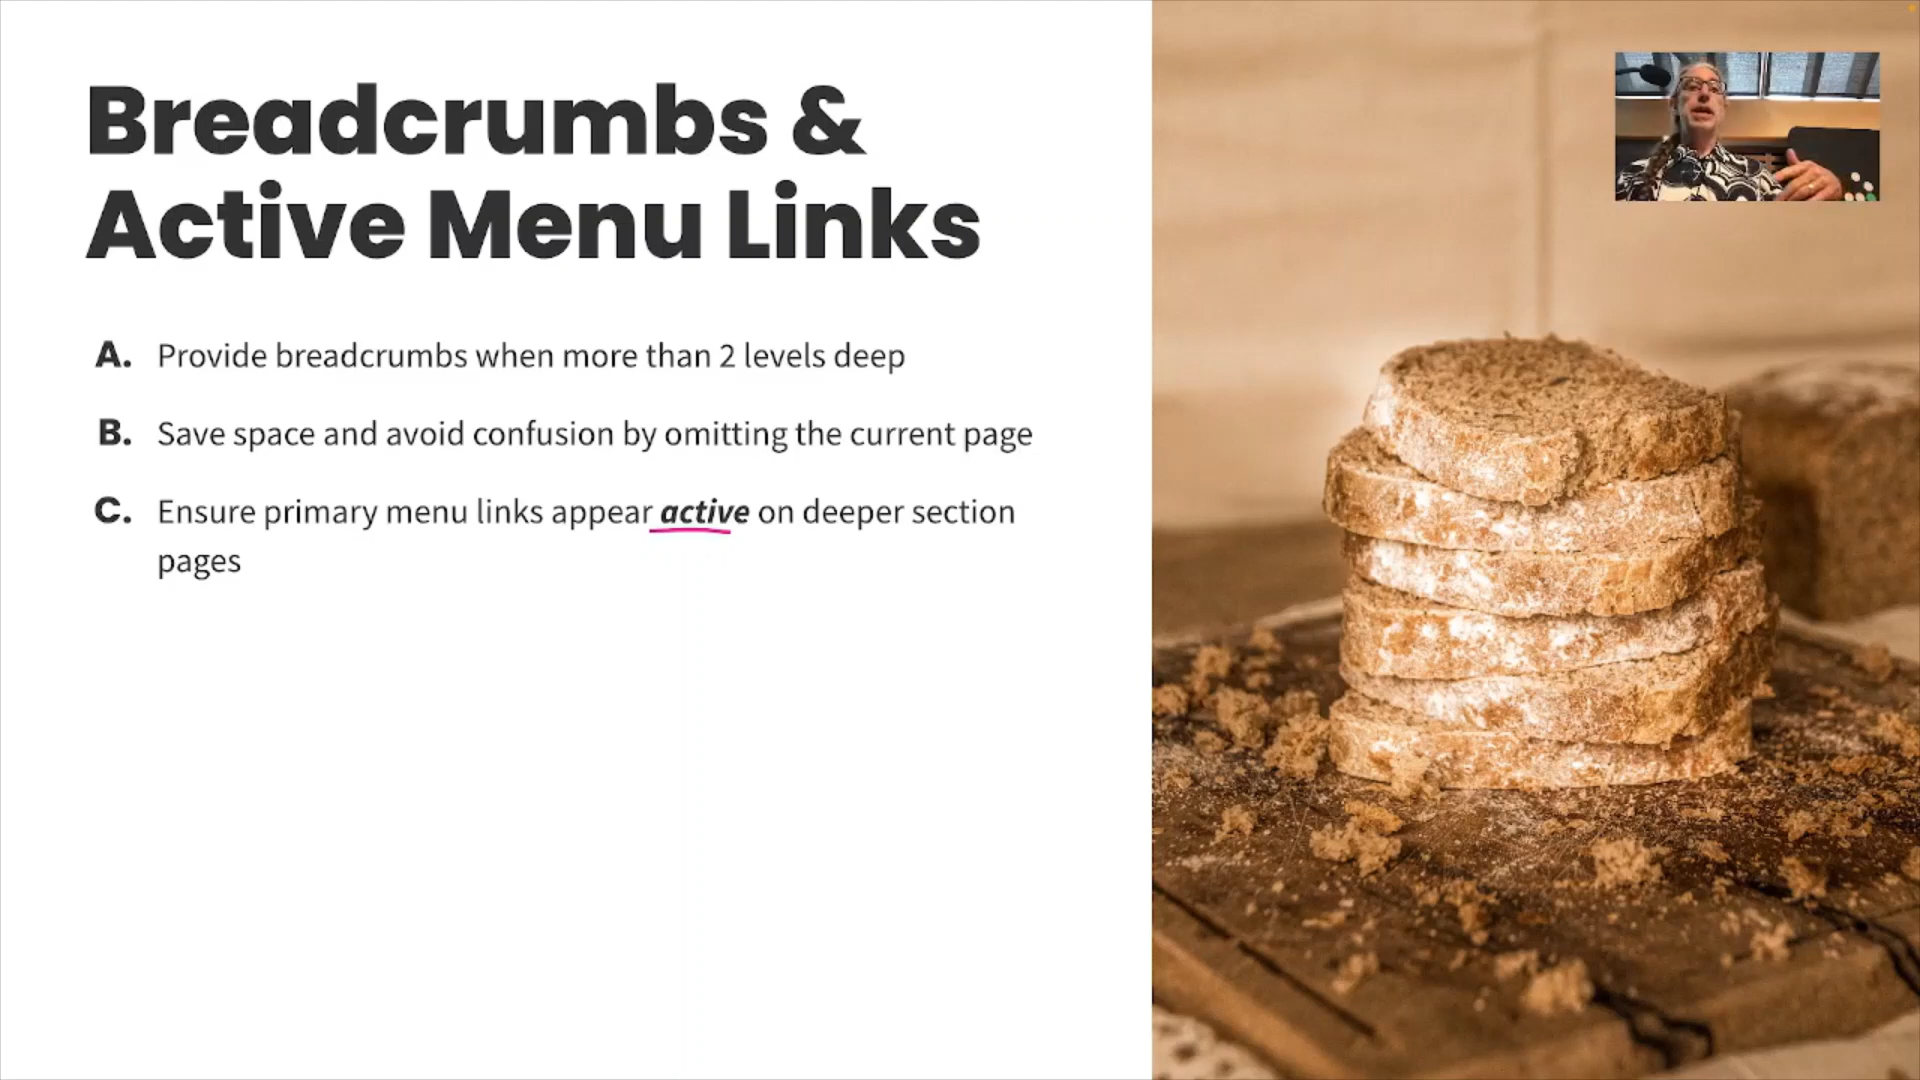 Breadcrumbs &
Active Menu Links
A. Provide breadcrumbs when more than 2 levels deep
B. Save space and avoid confusion by omitting the current page
C. Ensure primary menu links appear active on deeper section
pages